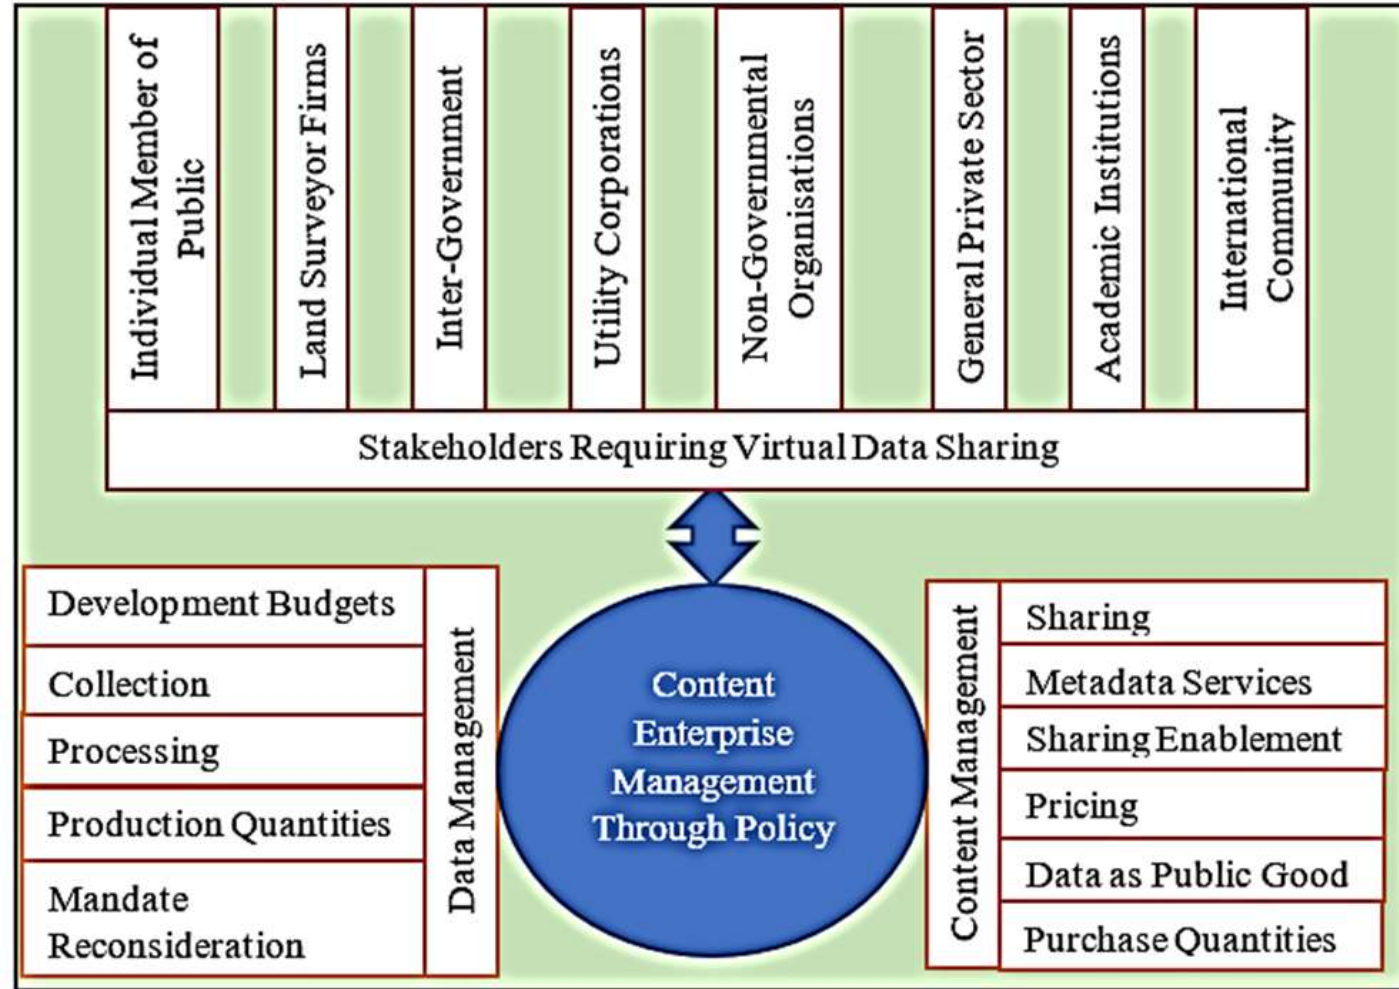 Individual Member of
Public
Land Surveyor Firms
Inter-Government
Utility Corporations
Non-Governmental
Organisations
General Private Sector
Academic Institutions
International
Community
Stakeholders Requiring Virtual Data Sharing
Development Budgets
Collection
Processing
Production Quantities
Mandate
Reconsideration
Data Management
Content
Enterprise
Management
Through Policy
Content Management
Sharing
Metadata Services
Sharing Enablement
Pricing
Data as Public Good
Purchase Quantities